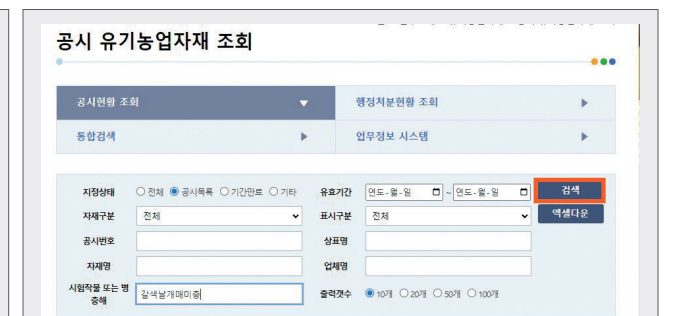 공시 유기농업자재 조회
공시현황 조회 행정처분현황 조회
통합검색 업무정보 시스템
지정상태 전체 공시목록 기간만료 기타 유효기간 연도-월-일 ~ 연도-월-일 검색
자재구분 전체 표시구분 전체 엑셀다운
공시번호 상표명
자재명 업체명
시험작물 또는 병
충해 갈색날개매미충 출력갯수 10개 20개 50개 100개